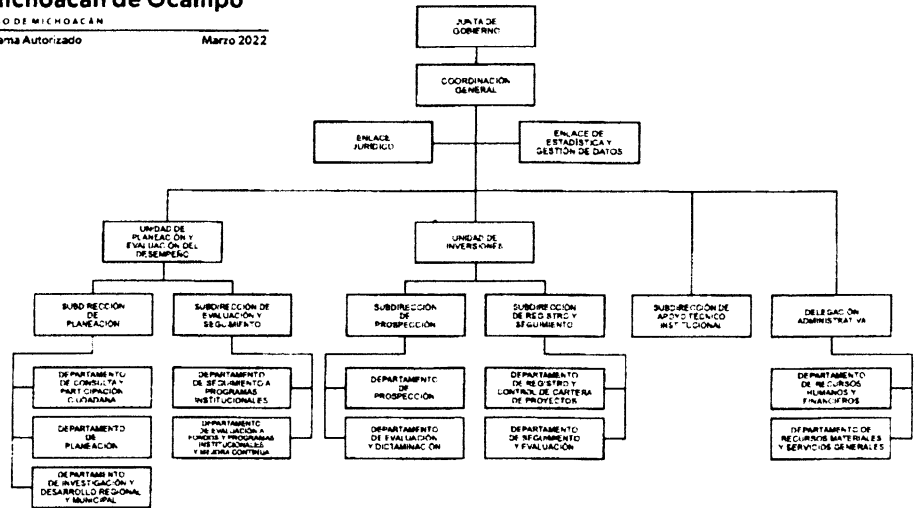 Michoacán de Ocampo
O DE MICHOACÁN
ama Autorizado Marzo 2022
JUNTA DE
GOBIERNO
COORDINACIÓN
GENERAL
ENLACE
JURÍDICO
ENLACE DE
ESTADÍSTICA Y
GESTIÓN DE DATOS
UNIDAD DE
PLANEACIÓN Y
EVALUACIÓN DEL
DESEMPEÑO
UNIDAD DE
INVERSIONES
SUBDIRECCIÓN
DE
PLANEACIÓN
SUBDIRECCIÓN DE
EVALUACIÓN Y
SEGUIMIENTO
SUBDIRECCIÓN
DE
PROSPECCIÓN
SUBDIRECCIÓN
DE REGISTRO Y
SEGUIMIENTO
SUBDIRECCIÓN DE
APOYO TÉCNICO
INSTITUCIONAL
DELEGACIÓN
ADMINISTRATIVA
DEPARTAMENTO
DE CONSULTA Y
PARTICIPACIÓN
CIUDADANA
DEPARTAMENTO
DE SEGUIMIENTO A
PROGRAMAS
INSTITUCIONALES
DEPARTAMENTO
DE
PROSPECCIÓN
DEPARTAMENTO
DE REGISTRO Y
CONTROL DE CARTERA
DE PROYECTOS
DEPARTAMENTO
DE RECURSOS
HUMANOS Y
FINANCIEROS
DEPARTAMENTO
DE
PLANEACIÓN
DEPARTAMENTO
DE EVALUACIÓN A
FONDOS Y PROGRAMAS
INSTITUCIONALES
Y MEJORA CONTINUA
DEPARTAMENTO
DE EVALUACIÓN
Y DICTAMINACIÓN
DEPARTAMENTO
DE SEGUIMIENTO
Y EVALUACIÓN
DEPARTAMENTO DE
RECURSOS MATERIALES
Y SERVICIOS GENERALES
DEPARTAMENTO
DE INVESTIGACIÓN Y
DESARROLLO REGIONAL
Y MUNICIPAL